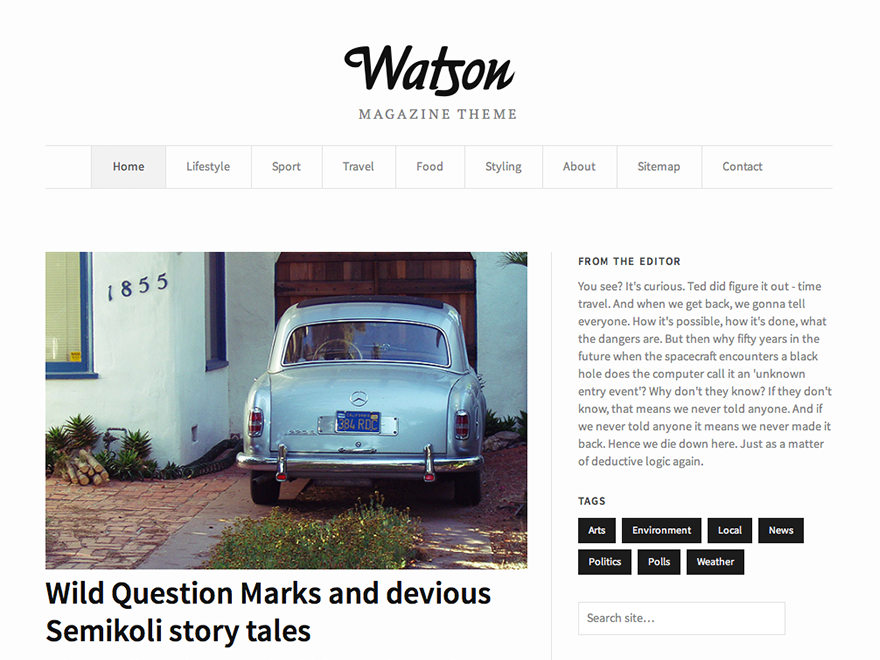 Watson
MAGAZINE THEME
Home Lifestyle Sport Travel Food Styling About Sitemap Contact
1855
CALIFORNIA
384 RDC
Wild Question Marks and devious
Semikoli story tales
FROM THE EDITOR
You see? It's curious. Ted did figure it out - time
travel. And when we get back, we gonna tell
everyone. How it's possible, how it's done, what
the dangers are. But then why fifty years in the
future when the spacecraft encounters a black
hole does the computer call it an 'unknown
entry event'? Why don't they know? If they don't
know, that means we never told anyone. And if
we never told anyone it means we never made it
back. Hence we die down here. Just as a matter
of deductive logic again.
TAGS
Arts Environment Local News
Politics Polls Weather
Search site...